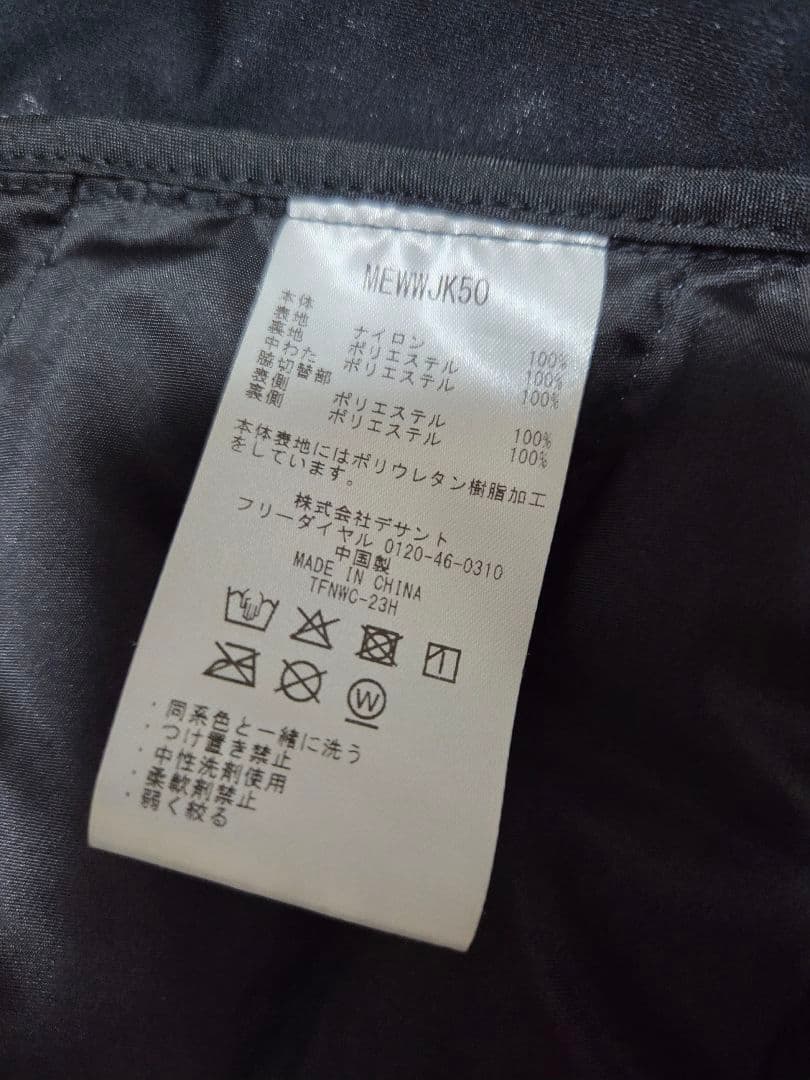 MEWWJK50
本体
表地 ナイロン 100%
裏地 ポリエステル 100%
中わた ポリエステル 100%
脇切替部
表側 ポリエステル 100%
裏側 ポリエステル 100%
本体表地にはポリウレタン樹脂加工
をしています。
株式会社デサント
フリーダイヤル 0120-46-0310
中国製
MADE IN CHINA
TFNWC-23H
W
・同系色と一緒に洗う
・つけ置き禁止
・中性洗剤使用
・柔軟剤禁止
・弱く絞る